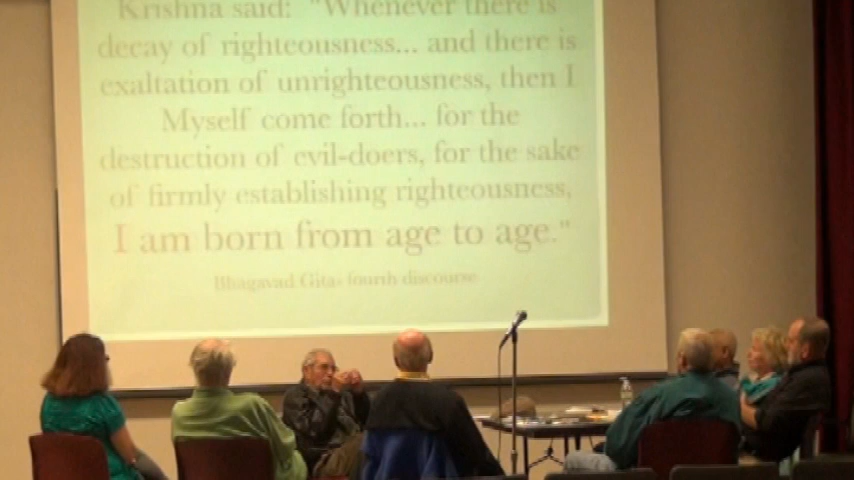 Krishna said: "Whenever there is
decay of righteousness... and there is
exaltation of unrighteousness, then I
Myself come forth... for the
destruction of evil-doers, for the sake
of firmly establishing righteousness,
I am born from age to age."
Bhagavad Gita- fourth discourse